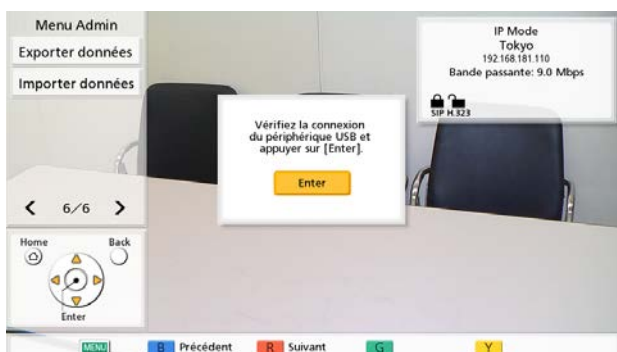 Menu Admin
Exporter données
Importer données
6/6
Home
Back
Enter
IP Mode
Tokyo
192.168.181.110
Bande passante: 9.0 Mbps
SIP H.323
Vérifiez la connexion
du périphérique USB et
appuyer sur [Enter].
Enter
MENU
B Précédent
R Suivant
G
Y